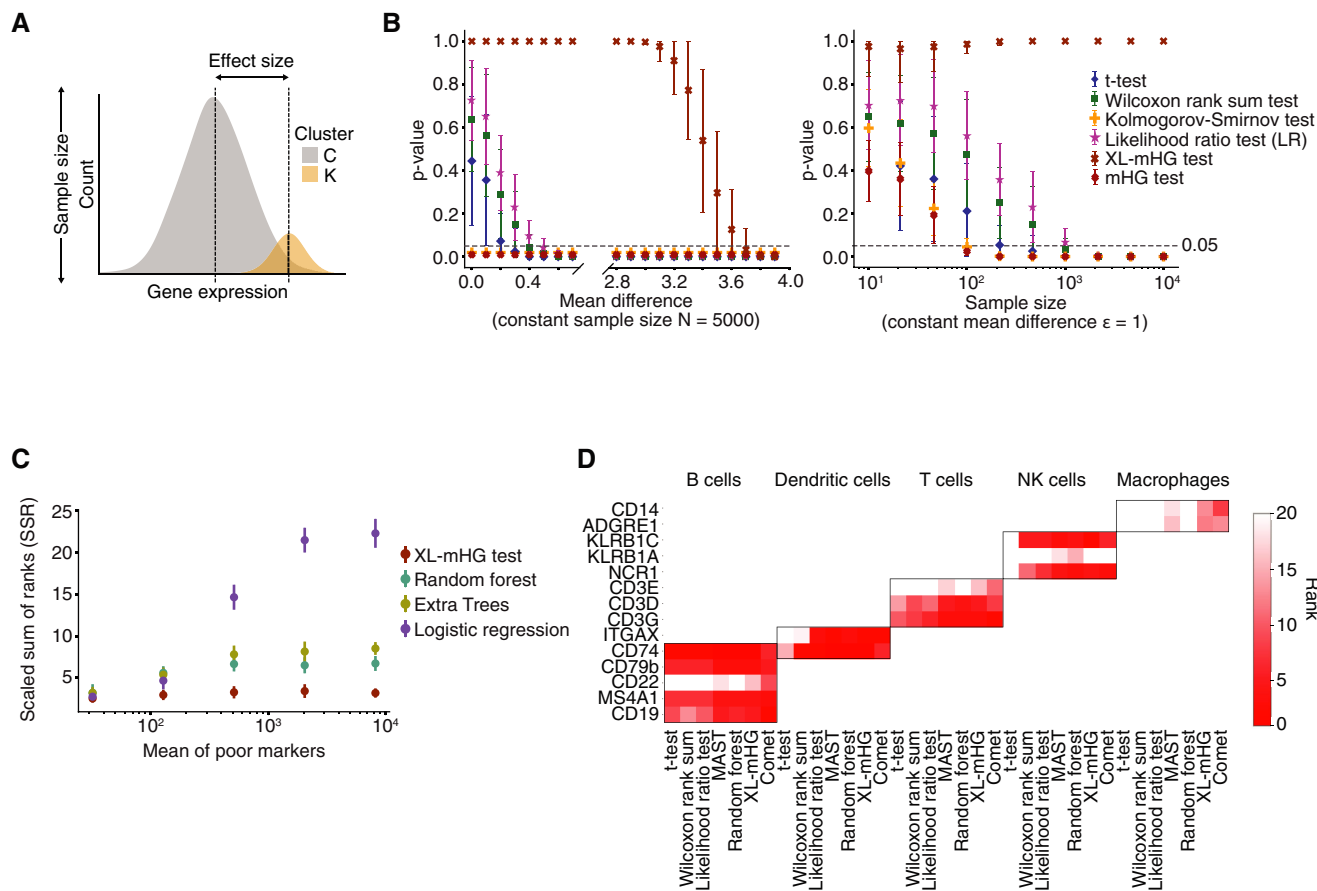 A
Effect size
Sample size
Count
Cluster
C
K
Gene expression
B
p-value
1.0
0.8
0.6
0.4
0.2
0.0
0.0
0.4
2.8
3.2
3.6
4.0
Mean difference
(constant sample size N = 5000)
p-value
1.0
0.8
0.6
0.4
0.2
0.0
10¹
10²
10³
10⁴
Sample size
(constant mean difference ε = 1)
0.05
t-test
Wilcoxon rank sum test
Kolmogorov-Smirnov test
Likelihood ratio test (LR)
XL-mHG test
mHG test
C
Scaled sum of ranks (SSR)
25
20
15
10
5
10²
10³
10⁴
Mean of poor markers
XL-mHG test
Random forest
Extra Trees
Logistic regression
D
B cells
Dendritic cells
T cells
NK cells
Macrophages
CD14
ADGRE1
KLRB1C
KLRB1A
NCR1
CD3E
CD3D
CD3G
ITGAX
CD74
CD79b
CD22
MS4A1
CD19
t-test
Wilcoxon rank sum
Likelihood ratio test
MAST
Random forest
XL-mHG
Comet
t-test
Wilcoxon rank sum
Likelihood ratio test
MAST
Random forest
XL-mHG
Comet
t-test
Wilcoxon rank sum
Likelihood ratio test
MAST
Random forest
XL-mHG
Comet
t-test
Wilcoxon rank sum
Likelihood ratio test
MAST
Random forest
XL-mHG
Comet
t-test
Wilcoxon rank sum
Likelihood ratio test
MAST
Random forest
XL-mHG
Comet
20
15
10
5
0
Rank